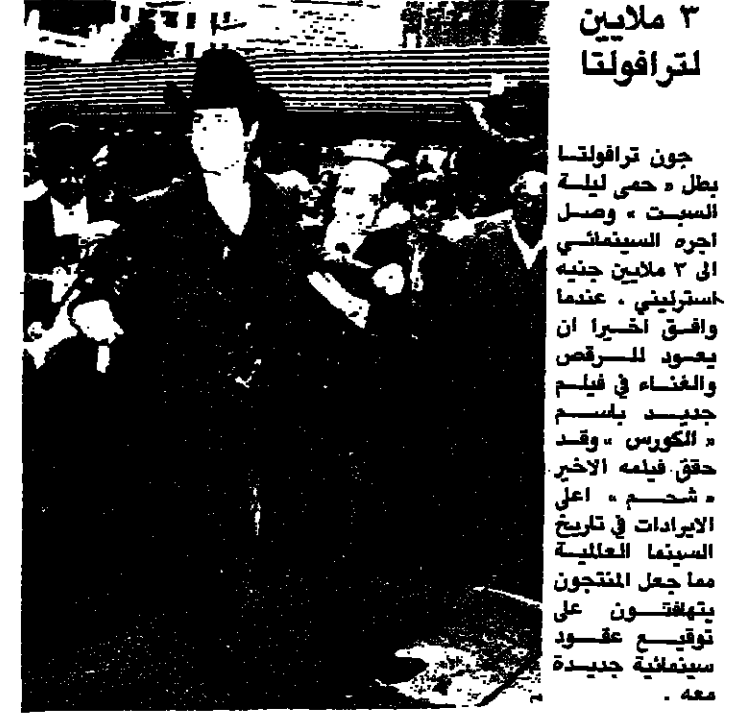 ٣ ملايين
لترافولتا
جون ترافولتا
بطل « حمى ليلة
السبت » وصل
اجره السينمائي
الى ٣ ملايين جنيه
استرليني . عندما
وافق اخيرا ان
يعود للرقص
والغناء في فيلم
جديد باسم
« الكورس » وقد
حقق فيلمه الاخير
« شحم » اعلى
الايرادات في تاريخ
السينما العالمية
مما جعل المنتجون
يتهافتون على
توقيع عقود
سينمائية جديدة
معه .